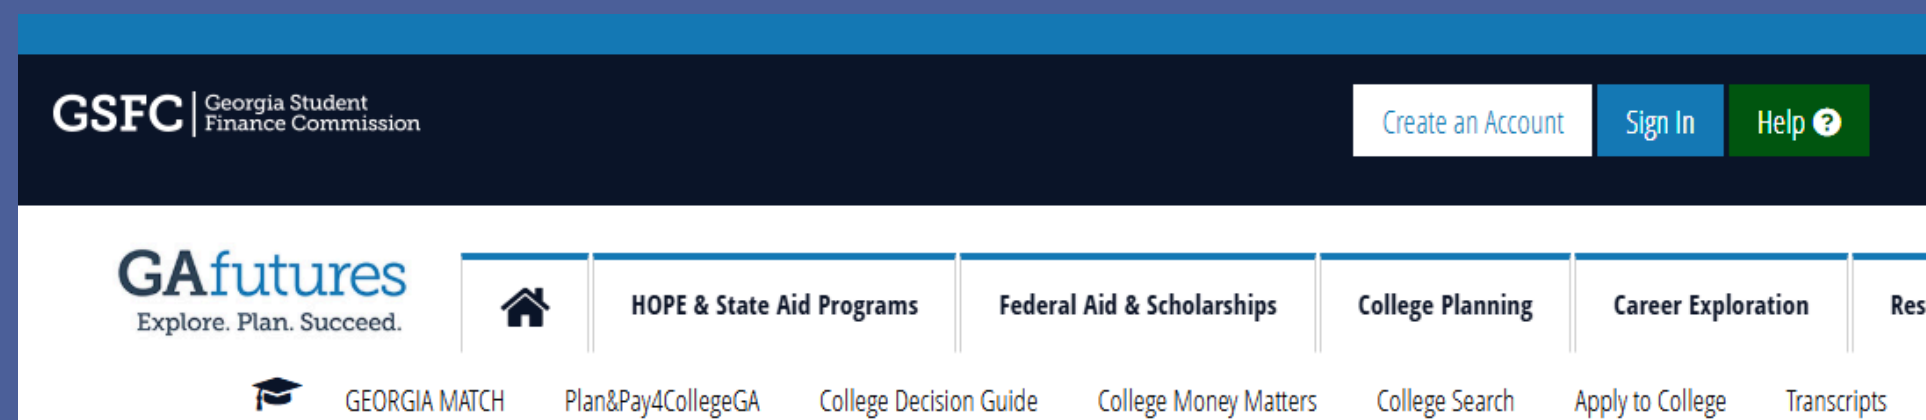 GSFC Georgia Student
Finance Commission
Create an Account
Sign In
Help
GAfutures
Explore. Plan. Succeed.
HOPE & State Aid Programs
Federal Aid & Scholarships
College Planning
Career Exploration
Res
GEORGIA MATCH
Plan&Pay4CollegeGA
College Decision Guide
College Money Matters
College Search
Apply to College
Transcripts